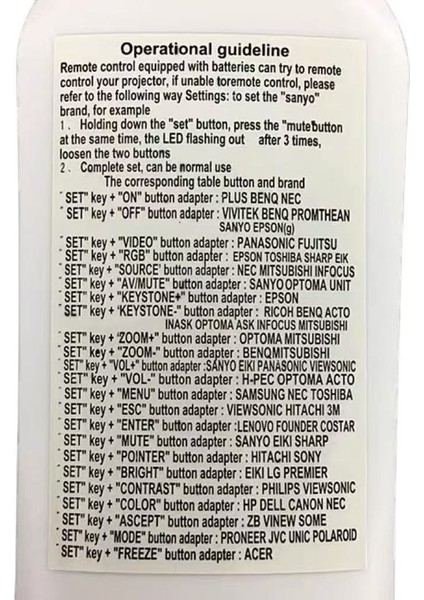 Operational guideline
Remote control equipped with batteries can try to remote
control your projector, if unable toremote control, please
refer to the following way Settings: to set the "sanyo"
brand, for example
1 . Holding down the "set" button, press the "mute"button
at the same time, the LED flashing out after 3 times,
loosen the two buttons
2 . Complete set, can be normal use
The corresponding table button and brand
"SET" key + "ON" button adapter : PLUS BENQ NEC
"SET" key + "OFF" button adapter : VIVITEK BENQ PROMTHEAN
SANYO EPSON(g)
"SET" key + "VIDEO" button adapter : PANASONIC FUJITSU
"SET" key + "RGB" button adapter : EPSON TOSHIBA SHARP EIK
"SET" key + "SOURCE' button adapter : NEC MITSUBISHI INFOCUS
"SET" key + "AV/MUTE" button adapter : SANYO OPTOMA UNIT
"SET" key + "KEYSTONE+" button adapter : EPSON
"SET" key + 'KEYSTONE-" button adapter : RICOH BENQ ACTO
INASK OPTOMA ASK INFOCUS MITSUBISHI
"SET" key + 'ZOOM+" button adapter : OPTOMA MITSUBISHI
"SET" key + "ZOOM-" button adapter : BENQMITSUBISHI
"SET" key + "VOL+" button adapter :SANYO EIKI PANASONIC VIEWSONIC
"SET" key + "VOL-" button adapter : H-PEC OPTOMA ACTO
"SET" key + "MENU" button adapter : SAMSUNG NEC TOSHIBA
"SET" key + "ESC" button adapter : VIEWSONIC HITACHI 3M
"SET" key + "ENTER" button adapter :LENOVO FOUNDER COSTAR
"SET" key + "MUTE" button adapter : SANYO EIKI SHARP
"SET" key + "POINTER" button adapter : HITACHI SONY
"SET" key + "BRIGHT" button adapter : EIKI LG PREMIER
"SET" key + "CONTRAST" button adapter : PHILIPS VIEWSONIC
"SET" key + "COLOR" button adapter : HP DELL CANON NEC
"SET" key + "ASCEPT" button adapter : ZB VINEW SOME
"SET" key + "MODE" button adapter : PRONEER JVC UNIC POLAROID
"SET" key + "FREEZE" button adapter : ACER